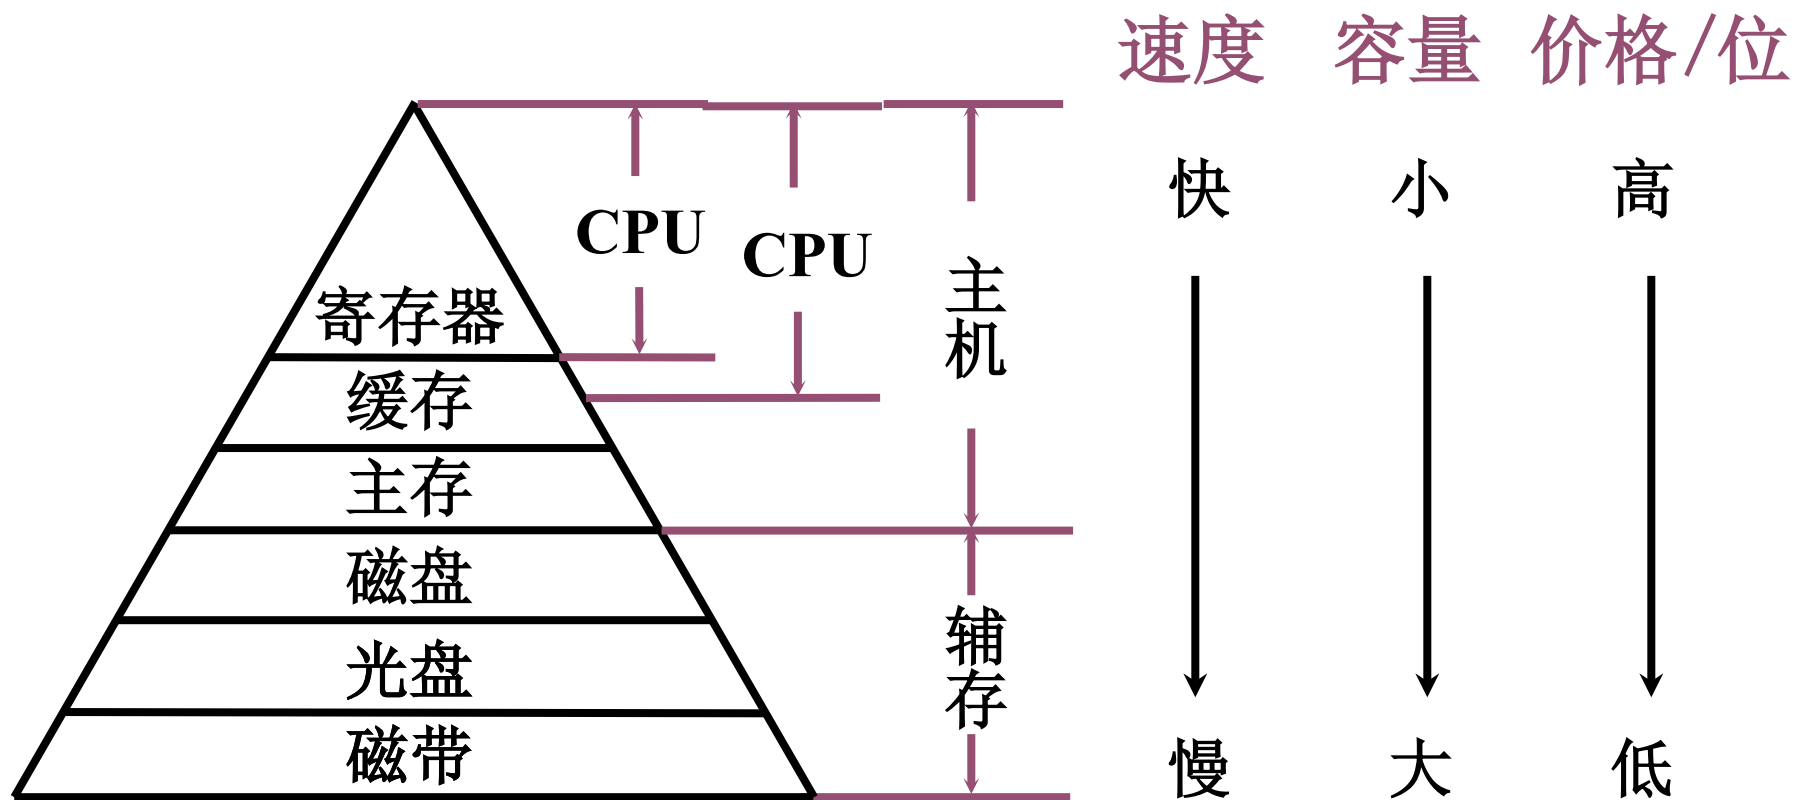 速度 容量 价格/位
快 小 高
CPU
CPU
主机
寄存器
缓存
主存
磁盘
辅存
光盘
磁带
慢 大 低